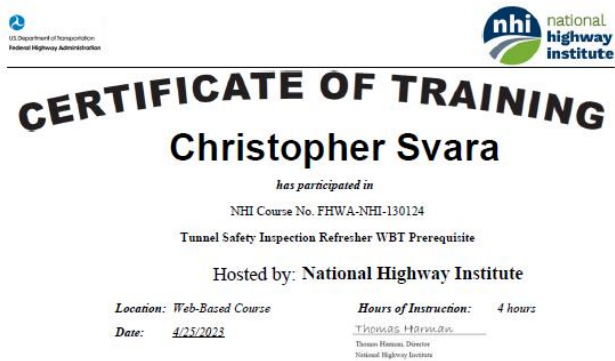 U.S.Department of Transportation
Federal Highway Administration
nhi national
highway
institute
CERTIFICATE OF TRAINING
Christopher Svara
has participated in
NHI Course No. FHWA-NHI-130124
Tunnel Safety Inspection Refresher WBT Prerequisite
Hosted by: National Highway Institute
Location: Web-Based Course Hours of Instruction: 4 hours
Date: 4/25/2023 Thomas Harman
Thomas Harman, Director
National Highway Institute